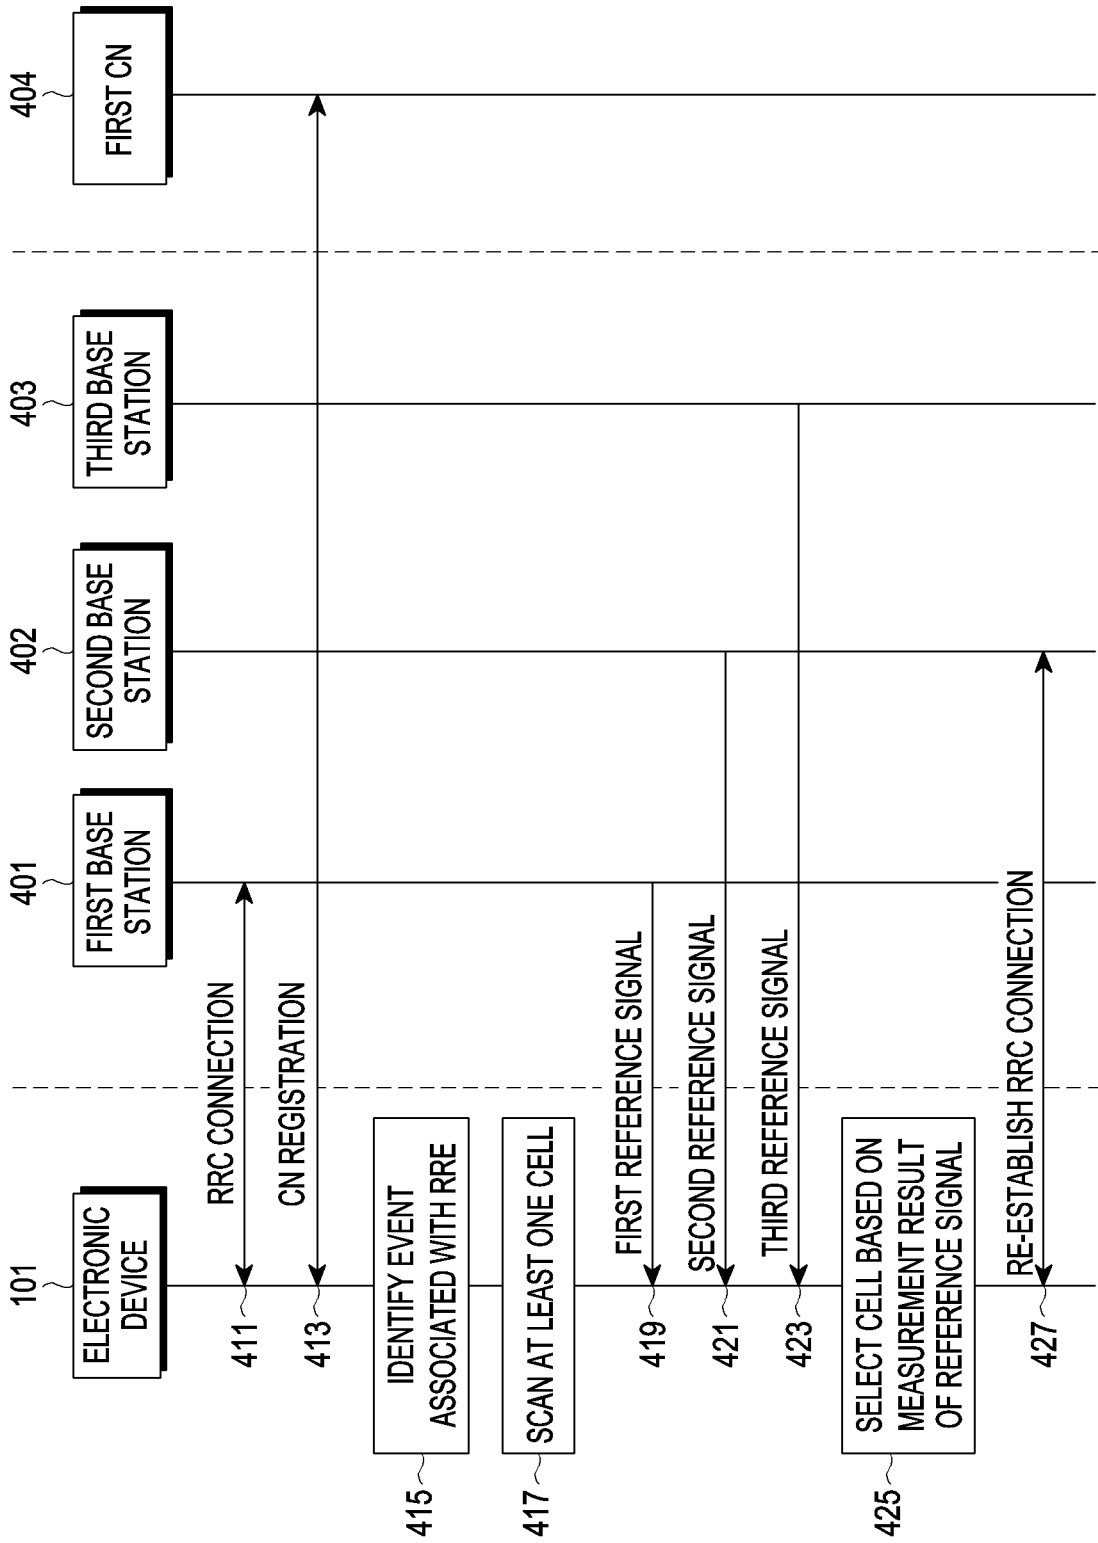 101
401
402
403
404
ELECTRONIC
DEVICE
FIRST BASE
STATION
SECOND BASE
STATION
THIRD BASE
STATION
FIRST CN
RRC CONNECTION
411
CN REGISTRATION
413
415
IDENTIFY EVENT
ASSOCIATED WITH RRE
417
SCAN AT LEAST ONE CELL
FIRST REFERENCE SIGNAL
419
SECOND REFERENCE SIGNAL
421
THIRD REFERENCE SIGNAL
423
425
SELECT CELL BASED ON
MEASUREMENT RESULT
OF REFERENCE SIGNAL
RE-ESTABLISH RRC CONNECTION
427